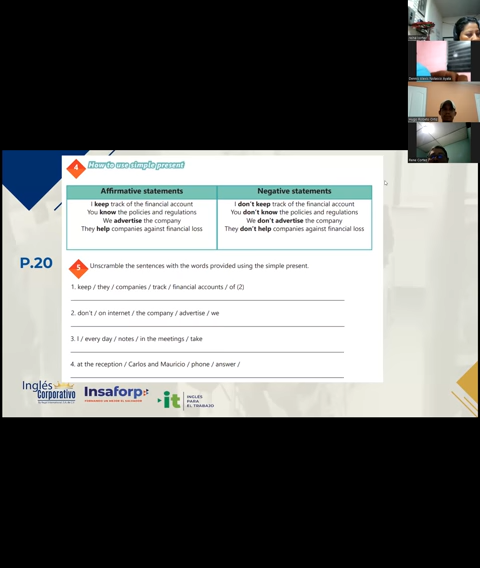 4 How to use simple present
Affirmative statements
I keep track of the financial account
You know the policies and regulations
We advertise the company
They help companies against financial loss
Negative statements
I don't keep track of the financial account
You don't know the policies and regulations
We don't advertise the company
They don't help companies against financial loss
P.20
5 Unscramble the sentences with the words provided using the simple present.
1. keep / they / companies / track / financial accounts / of (2)
2. don't / on internet / the company / advertise / we
3. I / every day / notes / in the meetings / take
4. at the reception / Carlos and Mauricio / phone / answer /
Inglés
Corporativo
Insaforp
it
INGLÉS
PARA
EL TRABAJO